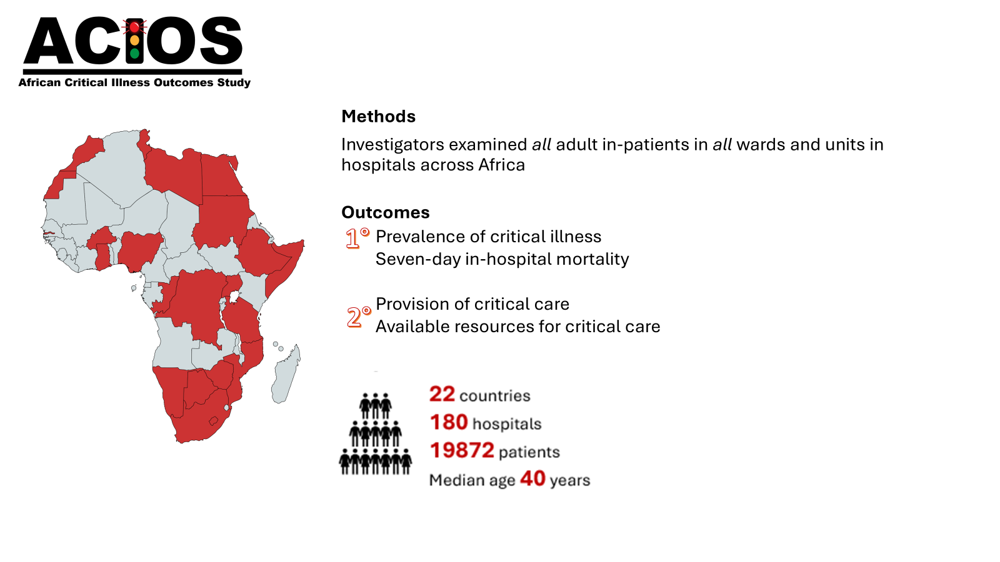 ACIOS
African Critical Illness Outcomes Study
Methods
Investigators examined all adult in-patients in all wards and units in
hospitals across Africa
Outcomes
1° Prevalence of critical illness
Seven-day in-hospital mortality
2° Provision of critical care
Available resources for critical care
22 countries
180 hospitals
19872 patients
Median age 40 years